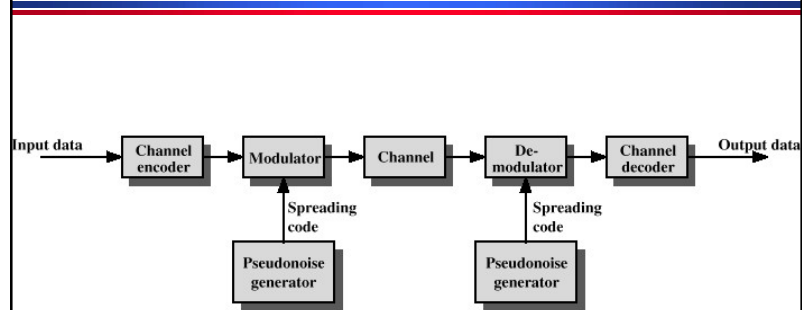 Input data
Channel
encoder
Modulator
Channel
De-
modulator
Channel
decoder
Output data
Spreading
code
Spreading
code
Pseudonoise
generator
Pseudonoise
generator